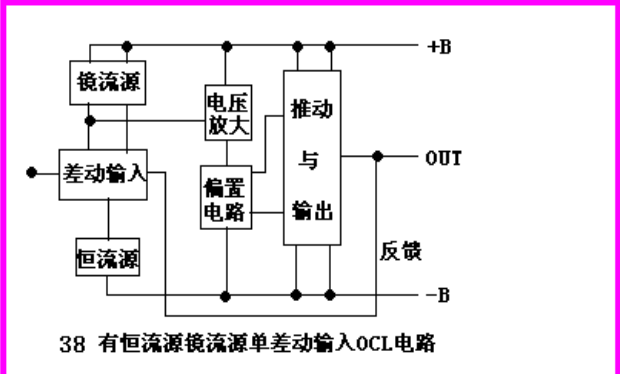 +B
镜流源
电压
放大
推动
与
输出
差动输入
偏置
电路
OUT
恒流源
反馈
-B
38 有恒流源镜流源单差动输入OCL电路